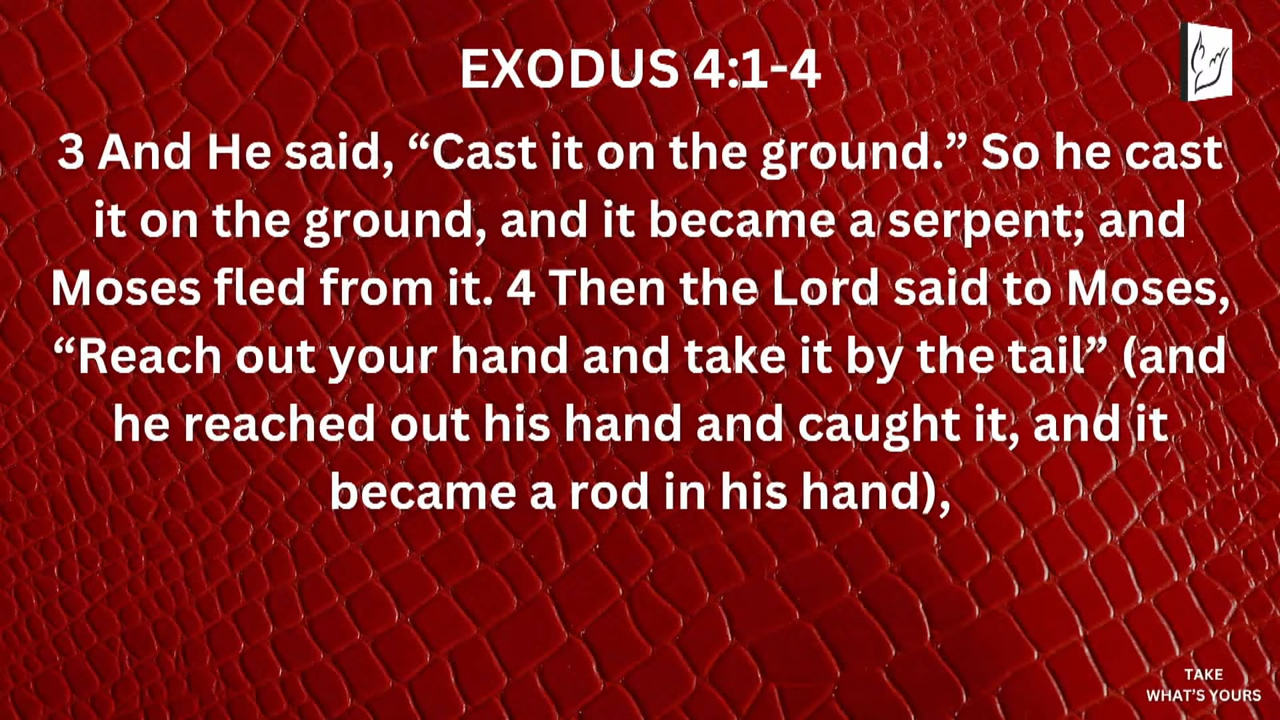 EXODUS 4:1-4
3 And He said, “Cast it on the ground.” So he cast
it on the ground, and it became a serpent; and
Moses fled from it. 4 Then the Lord said to Moses,
“Reach out your hand and take it by the tail” (and
he reached out his hand and caught it, and it
became a rod in his hand),
TAKE
WHAT’S YOURS